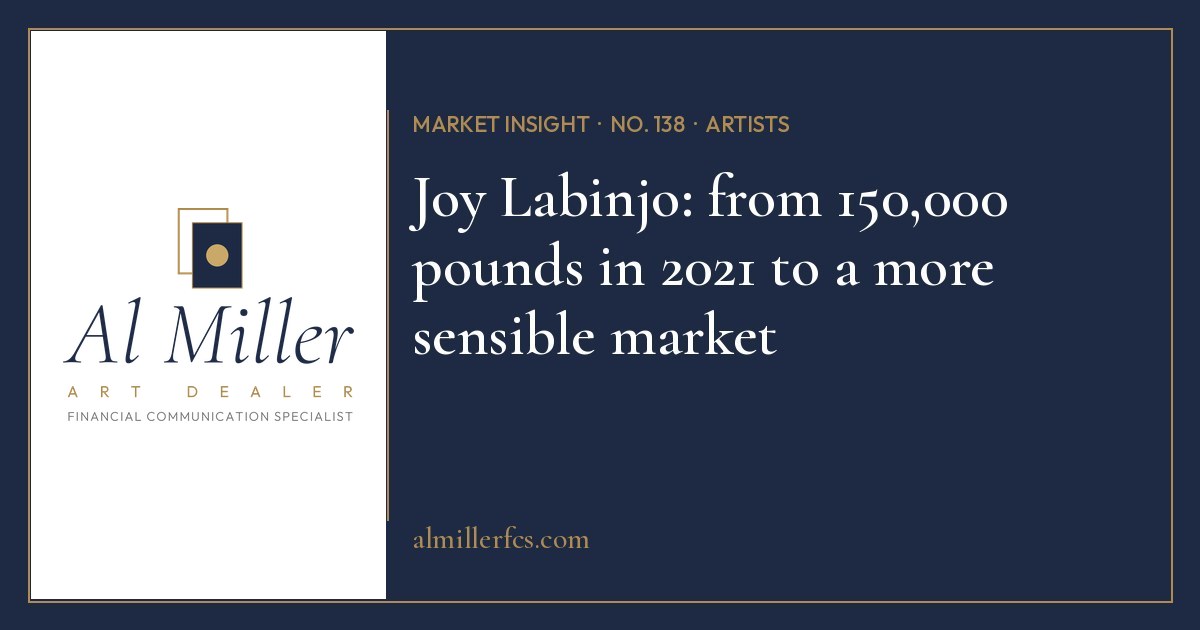 Al Miller
ART DEALER
FINANCIAL COMMUNICATION SPECIALIST
MARKET INSIGHT · NO. 138 · ARTISTS
Joy Labinjo: from 150,000
pounds in 2021 to a more
sensible market
almillerfcs.com